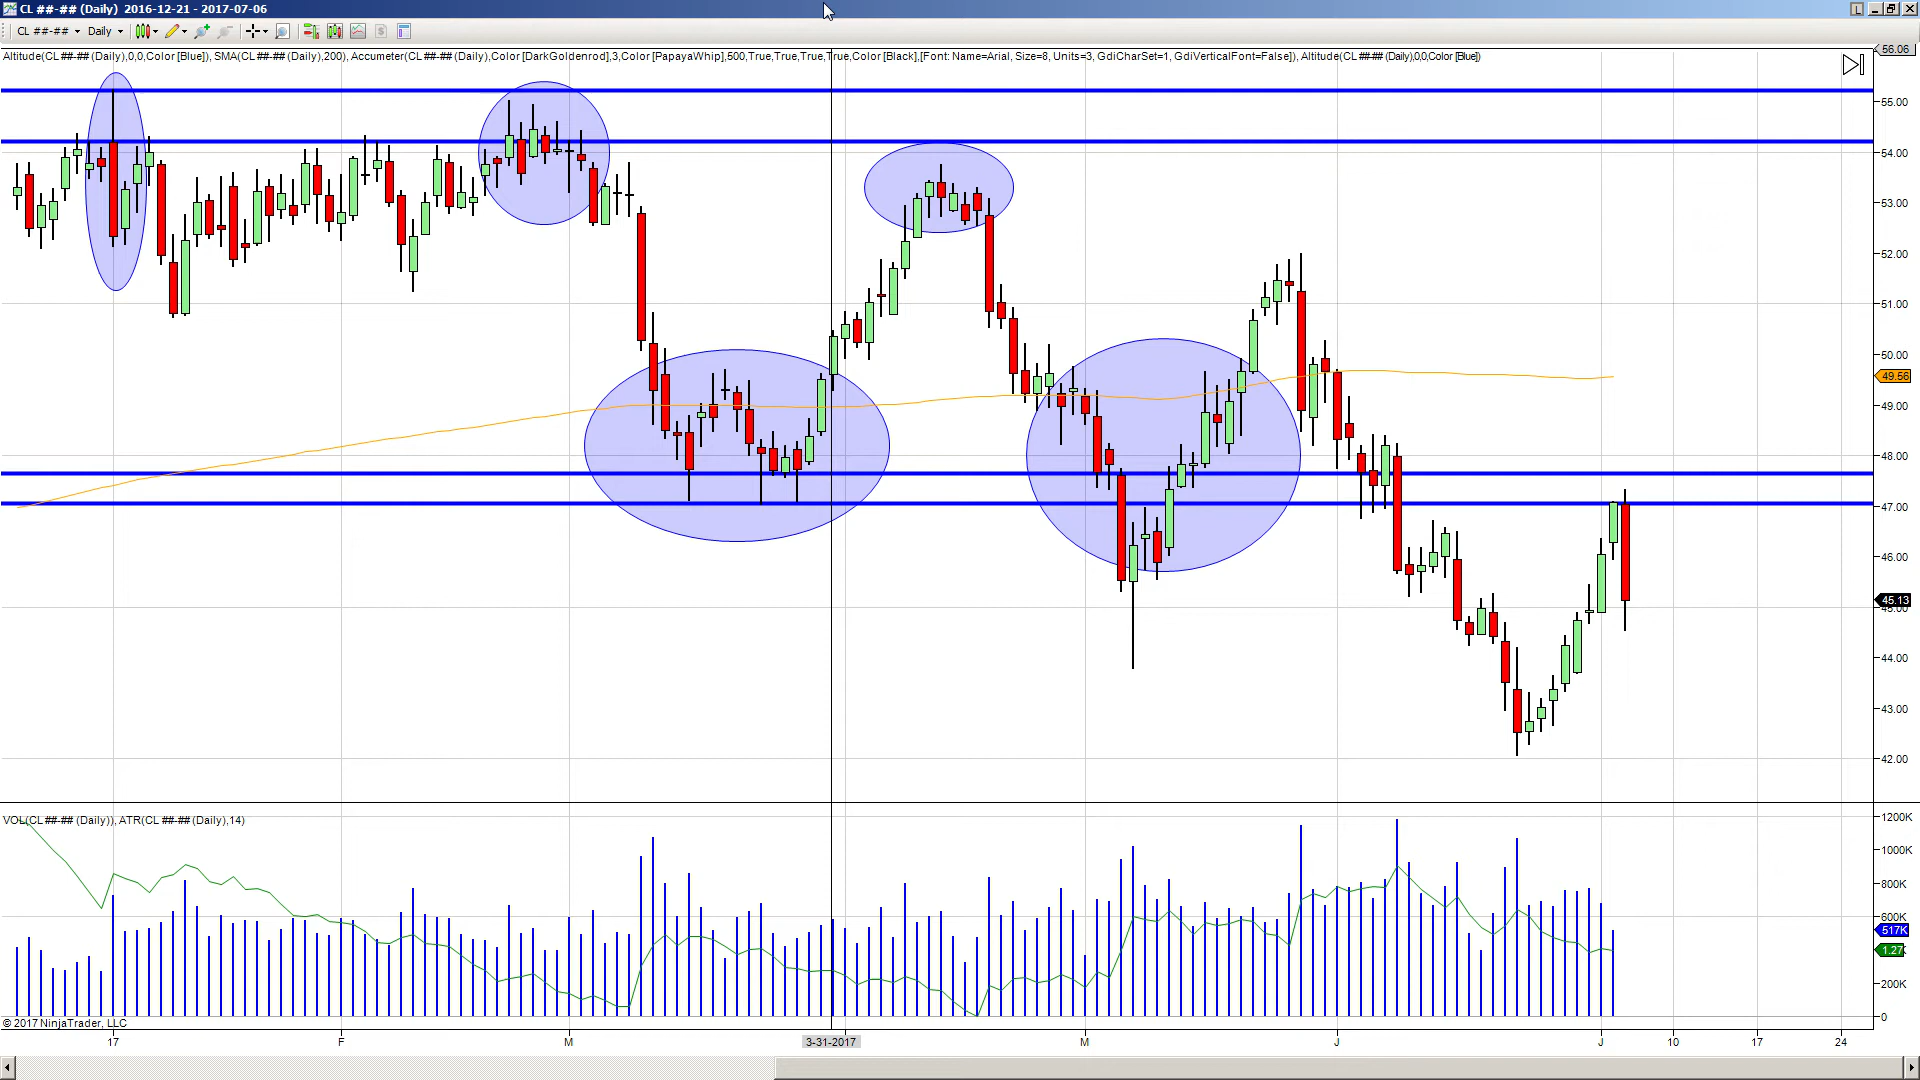 CL ##-## (Daily)  2016-12-21 - 2017-07-06
L
CL ##-## Daily
Altitude(CL ##-## (Daily),0,0,Color [Blue]), SMA(CL ##-## (Daily),200), Accumeter(CL ##-## (Daily),Color [DarkGoldenrod],3,Color [PapayaWhip],500,True,True,True,True,Color [Black],[Font: Name=Arial, Size=8, Units=3, GdiCharSet=1, GdiVerticalFont=False]), Altitude(CL ##-## (Daily),0,0,Color [Blue])
56.06
55.00
54.00
53.00
52.00
51.00
50.00
49.56
49.00
48.00
47.00
46.00
45.13
45.00
44.00
43.00
42.00
VOL(CL ##-## (Daily)), ATR(CL ##-## (Daily),14)
1200K
1000K
800K
600K
517K
1.27
200K
0
© 2017 NinjaTrader, LLC
17 F M 3-31-2017 M J J 10 17 24